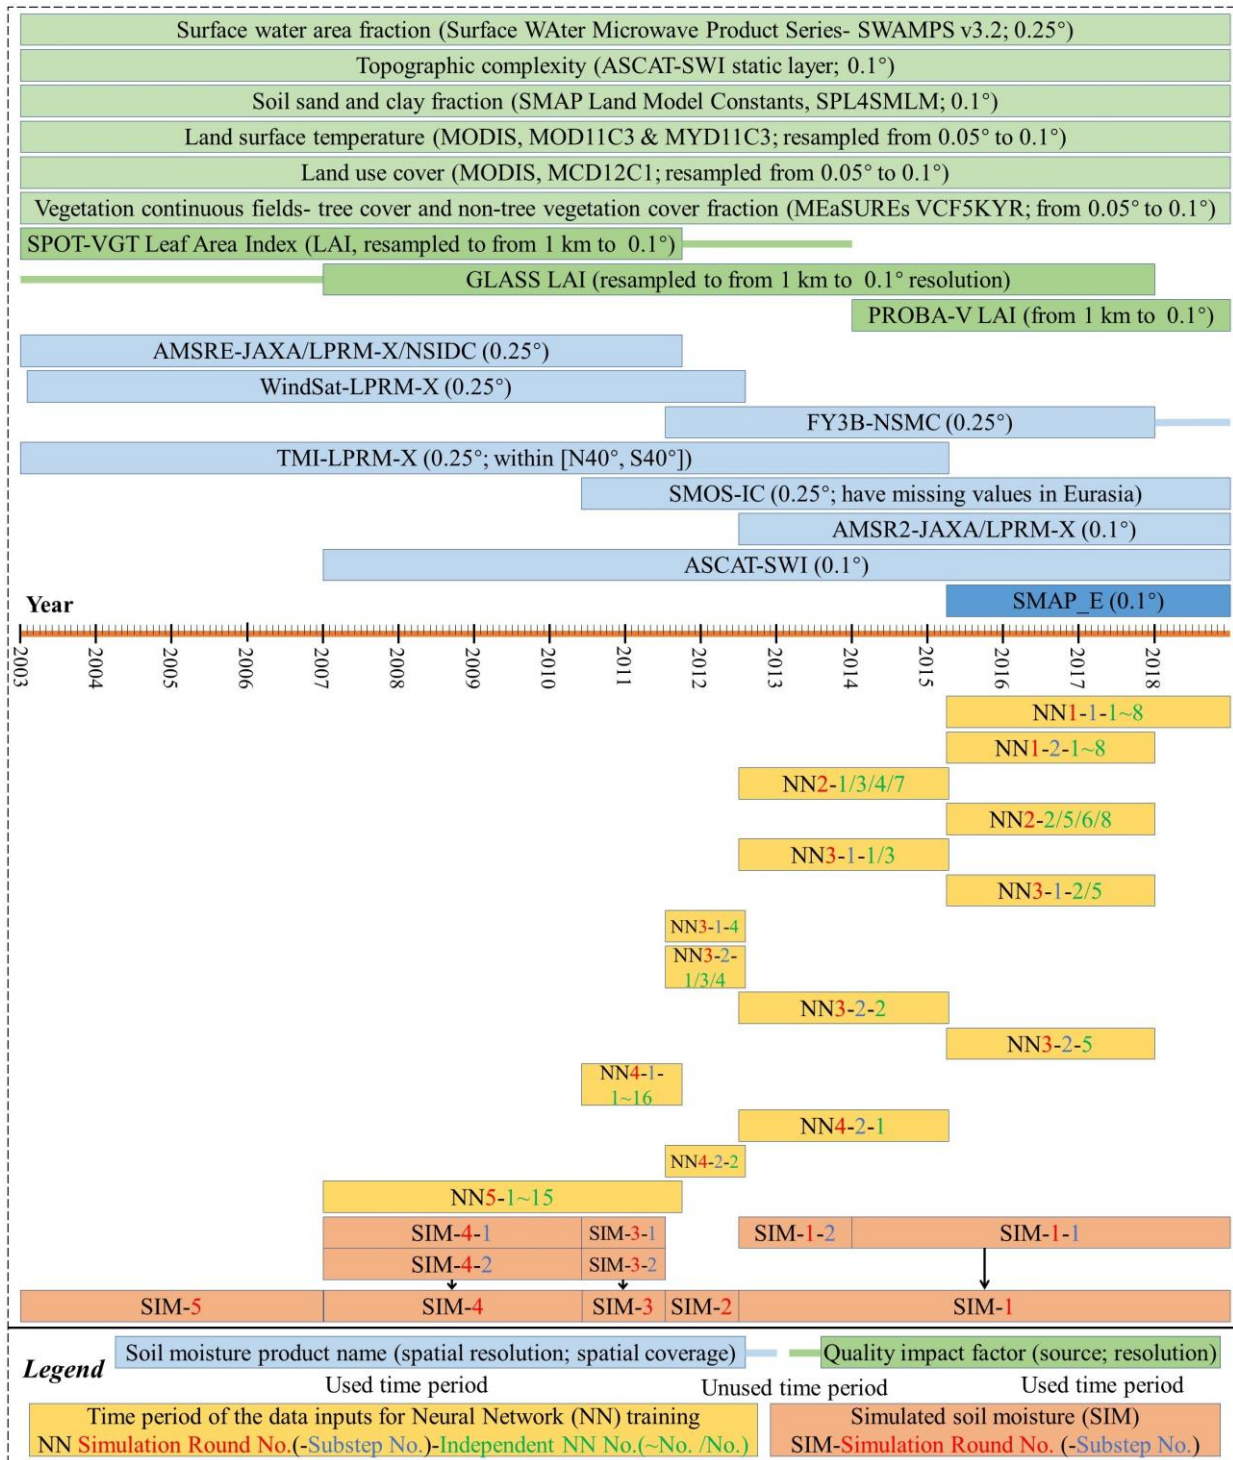 Surface water area fraction (Surface WAter Microwave Product Series- SWAMPS v3.2; 0.25°)
Topographic complexity (ASCAT-SWI static layer; 0.1°)
Soil sand and clay fraction (SMAP Land Model Constants, SPL4SMLM; 0.1°)
Land surface temperature (MODIS, MOD11C3 & MYD11C3; resampled from 0.05° to 0.1°)
Land use cover (MODIS, MCD12C1; resampled from 0.05° to 0.1°)
Vegetation continuous fields- tree cover and non-tree vegetation cover fraction (MEaSUREs VCF5KYR; from 0.05° to 0.1°)
SPOT-VGT Leaf Area Index (LAI, resampled to from 1 km to 0.1°)
GLASS LAI (resampled to from 1 km to 0.1° resolution)
PROBA-V LAI (from 1 km to 0.1°)
AMSRE-JAXA/LPRM-X/NSIDC (0.25°)
WindSat-LPRM-X (0.25°)
FY3B-NSMC (0.25°)
TMI-LPRM-X (0.25°; within [N40°, S40°])
SMOS-IC (0.25°; have missing values in Eurasia)
AMSR2-JAXA/LPRM-X (0.1°)
ASCAT-SWI (0.1°)
Year
SMAP_E (0.1°)
2003 2004 2005 2006 2007 2008 2009 2010 2011 2012 2013 2014 2015 2016 2017 2018
NN1-1-1~8
NN1-2-1~8
NN2-1/3/4/7
NN2-2/5/6/8
NN3-1-1/3
NN3-1-2/5
NN3-1-4
NN3-2-
1/3/4
NN3-2-2
NN3-2-5
NN4-1-
1~16
NN4-2-1
NN4-2-2
NN5-1~15
SIM-4-1 SIM-3-1 SIM-1-2 SIM-1-1
SIM-4-2 SIM-3-2
SIM-5 SIM-4 SIM-3 SIM-2 SIM-1
Legend
Soil moisture product name (spatial resolution; spatial coverage) Quality impact factor (source; resolution)
Used time period Unused time period Used time period
Time period of the data inputs for Neural Network (NN) training
NN Simulation Round No.(-Substep No.)-Independent NN No.(~No. /No.)
Simulated soil moisture (SIM)
SIM-Simulation Round No. (-Substep No.)